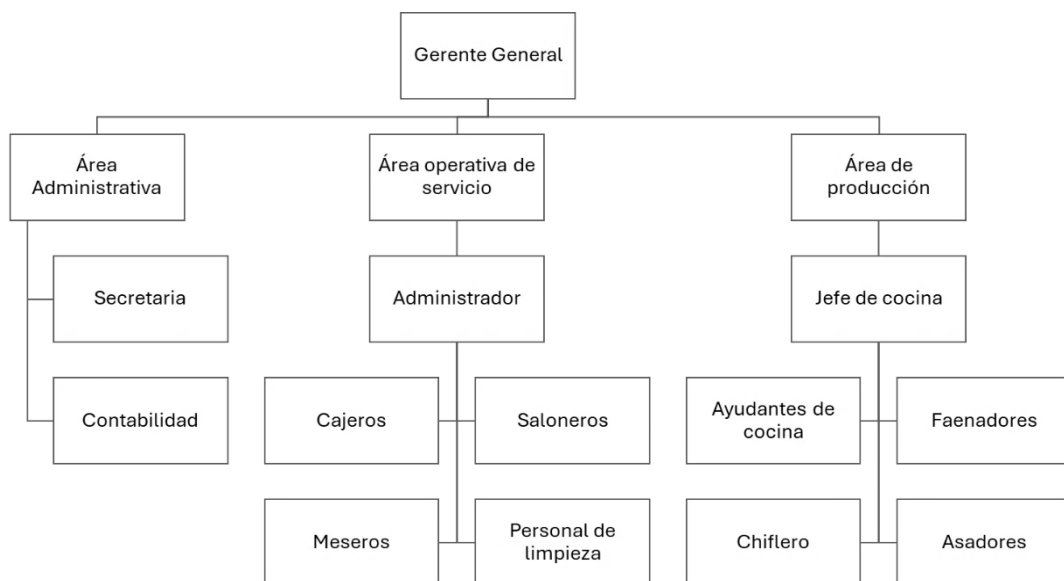 Gerente General
Área
Administrativa
Área operativa de
servicio
Área de
producción
Secretaria
Administrador
Jefe de cocina
Contabilidad
Cajeros
Saloneros
Ayudantes de
cocina
Faenadores
Meseros
Personal de
limpieza
Chiflero
Asadores